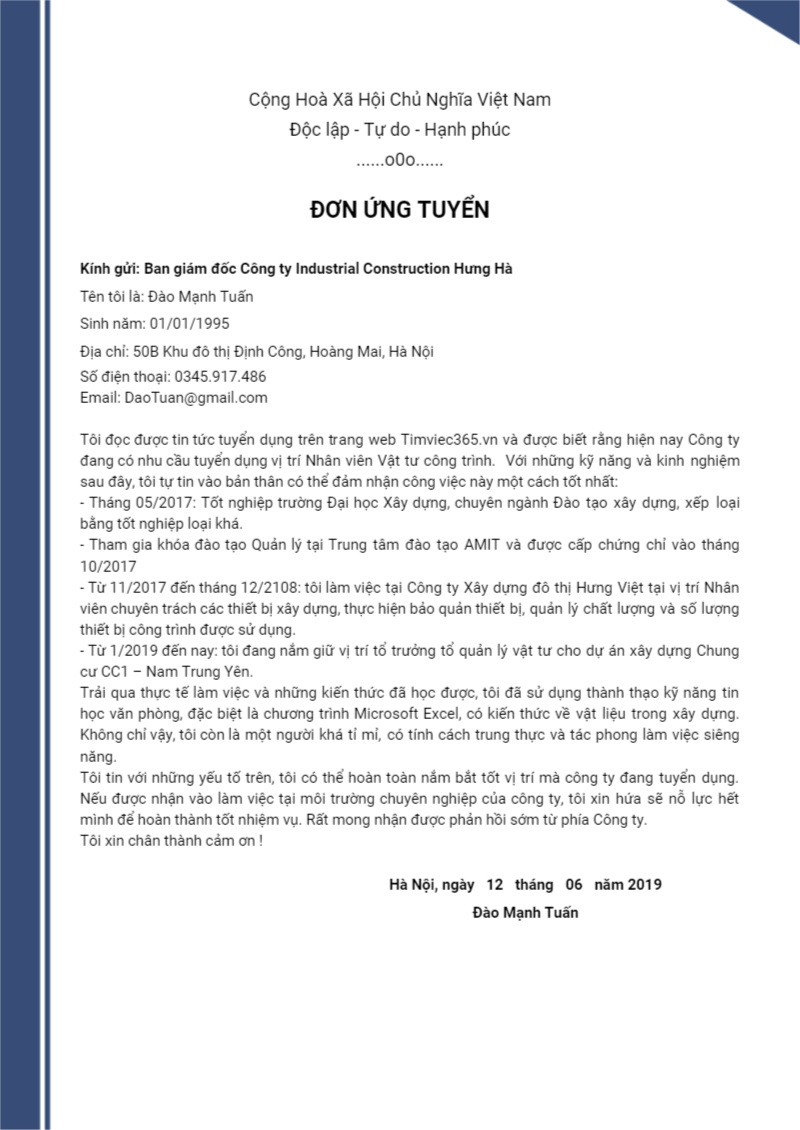 Cộng Hoà Xã Hội Chủ Nghĩa Việt Nam
Độc lập - Tự do - Hạnh phúc
......o0o......
ĐƠN ỨNG TUYỂN
Kính gửi: Ban giám đốc Công ty Industrial Construction Hưng Hà
Tên tôi là: Đào Mạnh Tuấn
Sinh năm: 01/01/1995
Địa chỉ: 50B Khu đô thị Định Công, Hoàng Mai, Hà Nội
Số điện thoại: 0345.917.486
Email: DaoTuan@gmail.com
Tôi đọc được tin tức tuyển dụng trên trang web Timviec365.vn và được biết rằng hiện nay Công ty
đang có nhu cầu tuyển dụng vị trí Nhân viên Vật tư công trình. Với những kỹ năng và kinh nghiệm
sau đây, tôi tự tin vào bản thân có thể đảm nhận công việc này một cách tốt nhất:
- Tháng 05/2017: Tốt nghiệp trường Đại học Xây dựng, chuyên ngành Đào tạo xây dựng, xếp loại
bằng tốt nghiệp loại khá.
- Tham gia khóa đào tạo Quản lý tại Trung tâm đào tạo AMIT và được cấp chứng chỉ vào tháng
10/2017
- Từ 11/2017 đến tháng 12/2108: tôi làm việc tại Công ty Xây dựng đô thị Hưng Việt tại vị trí Nhân
viên chuyên trách các thiết bị xây dựng, thực hiện bảo quản thiết bị, quản lý chất lượng và số lượng
thiết bị công trình được sử dụng.
- Từ 1/2019 đến nay: tôi đang nắm giữ vị trí tổ trưởng tổ quản lý vật tư cho dự án xây dựng Chung
cư CC1 – Nam Trung Yên.
Trải qua thực tế làm việc và những kiến thức đã học được, tôi đã sử dụng thành thạo kỹ năng tin
học văn phòng, đặc biệt là chương trình Microsoft Excel, có kiến thức về vật liệu trong xây dựng.
Không chỉ vậy, tôi còn là một người khá tỉ mỉ, có tính cách trung thực và tác phong làm việc siêng
năng.
Tôi tin với những yếu tố trên, tôi có thể hoàn toàn nắm bắt tốt vị trí mà công ty đang tuyển dụng.
Nếu được nhận vào làm việc tại môi trường chuyên nghiệp của công ty, tôi xin hứa sẽ nỗ lực hết
mình để hoàn thành tốt nhiệm vụ. Rất mong nhận được phản hồi sớm từ phía Công ty.
Tôi xin chân thành cảm ơn !
Hà Nội, ngày 12 tháng 06 năm 2019
Đào Mạnh Tuấn